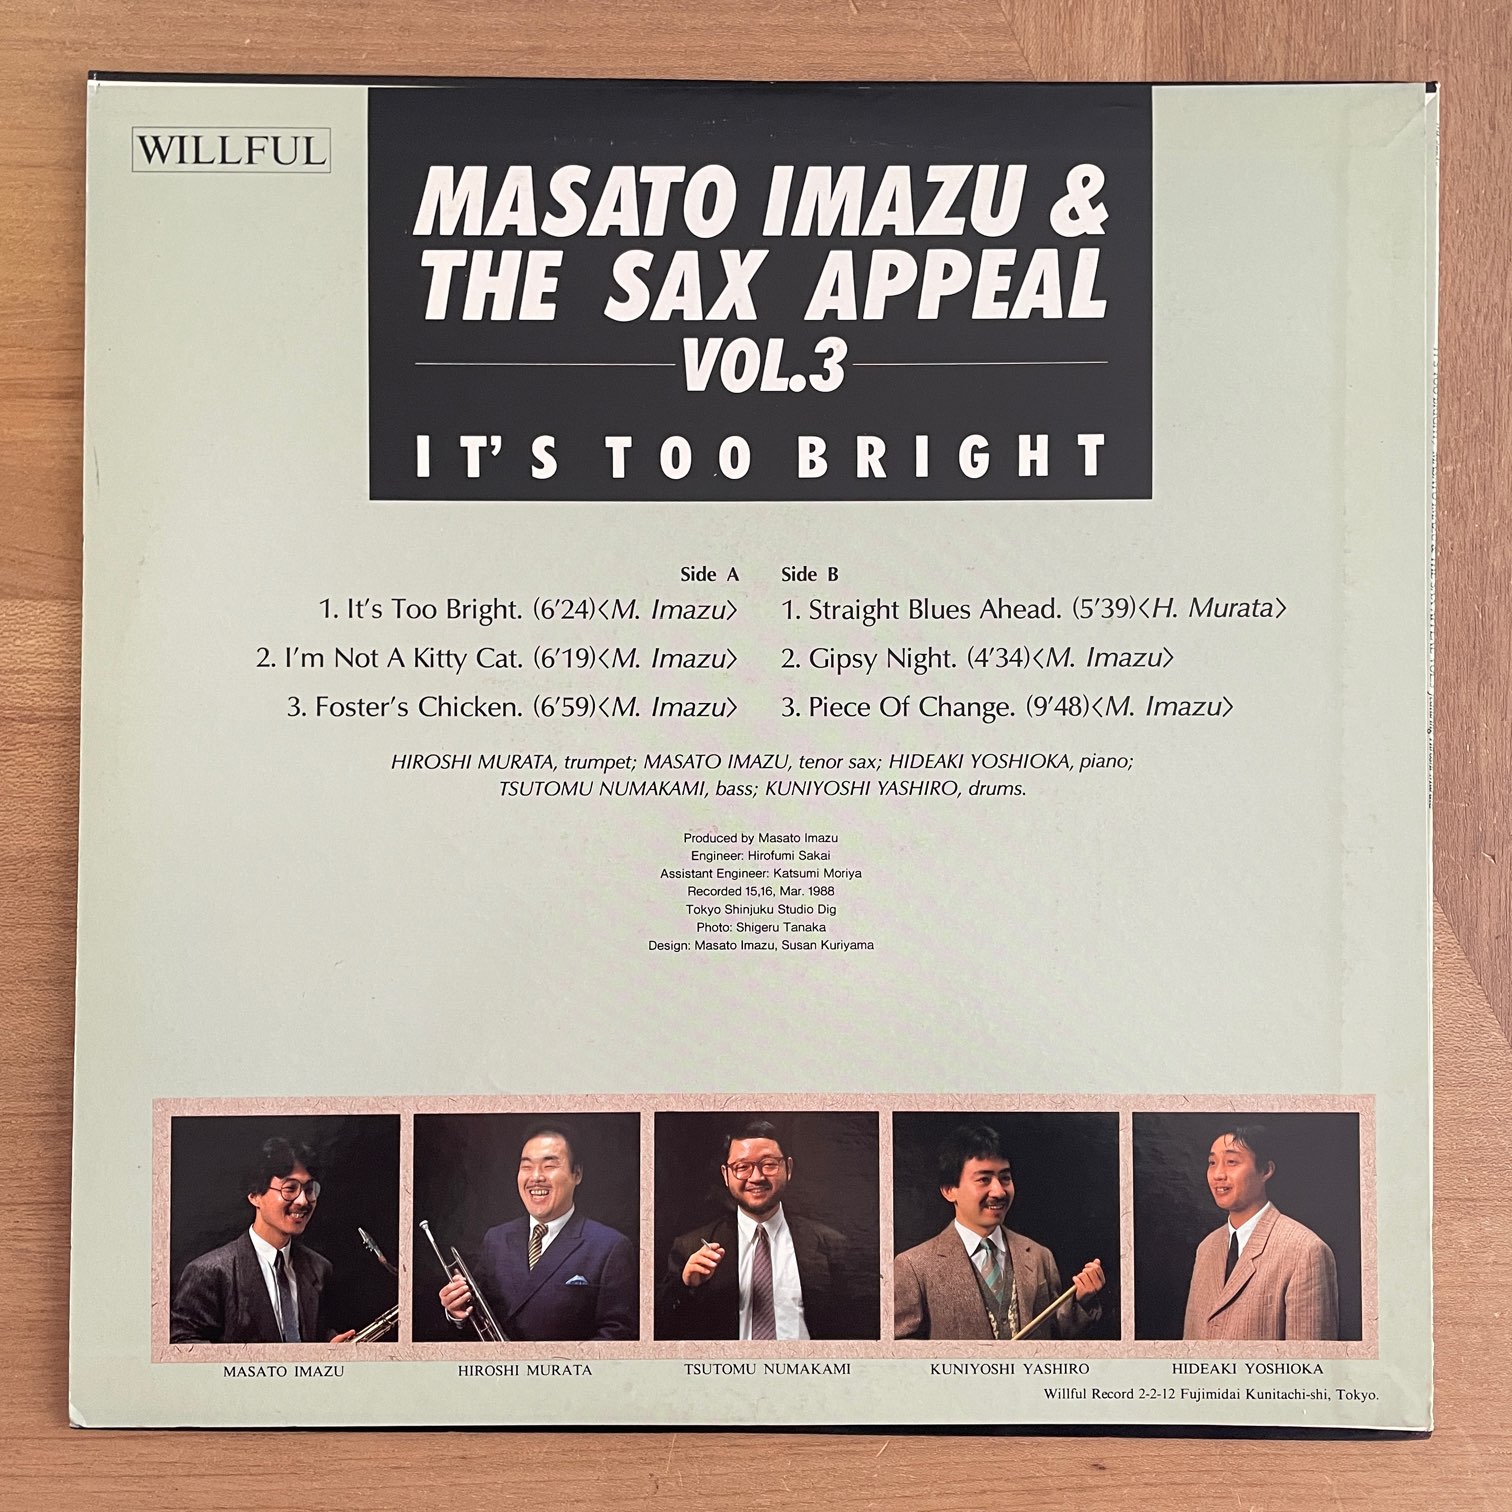 WILLFUL
MASATO IMAZU &
THE SAX APPEAL
VOL.3
IT'S TOO BRIGHT
Side A
1. It's Too Bright. (6'24)〈M. Imazu〉
2. I'm Not A Kitty Cat. (6'19)〈M. Imazu〉
3. Foster's Chicken. (6'59)〈M. Imazu〉
Side B
1. Straight Blues Ahead. (5'39)〈H. Murata〉
2. Gipsy Night. (4'34)〈M. Imazu〉
3. Piece Of Change. (9'48)〈M. Imazu〉
HIROSHI MURATA, trumpet; MASATO IMAZU, tenor sax; HIDEAKI YOSHIOKA, piano;
TSUTOMU NUMAKAMI, bass; KUNIYOSHI YASHIRO, drums.
Produced by Masato Imazu
Engineer: Hirofumi Sakai
Assistant Engineer: Katsumi Moriya
Recorded 15,16, Mar. 1988
Tokyo Shinjuku Studio Dig
Photo: Shigeru Tanaka
Design: Masato Imazu, Susan Kuriyama
MASATO IMAZU
HIROSHI MURATA
TSUTOMU NUMAKAMI
KUNIYOSHI YASHIRO
HIDEAKI YOSHIOKA
Willful Record 2-2-12 Fujimidai Kunitachi-shi, Tokyo.